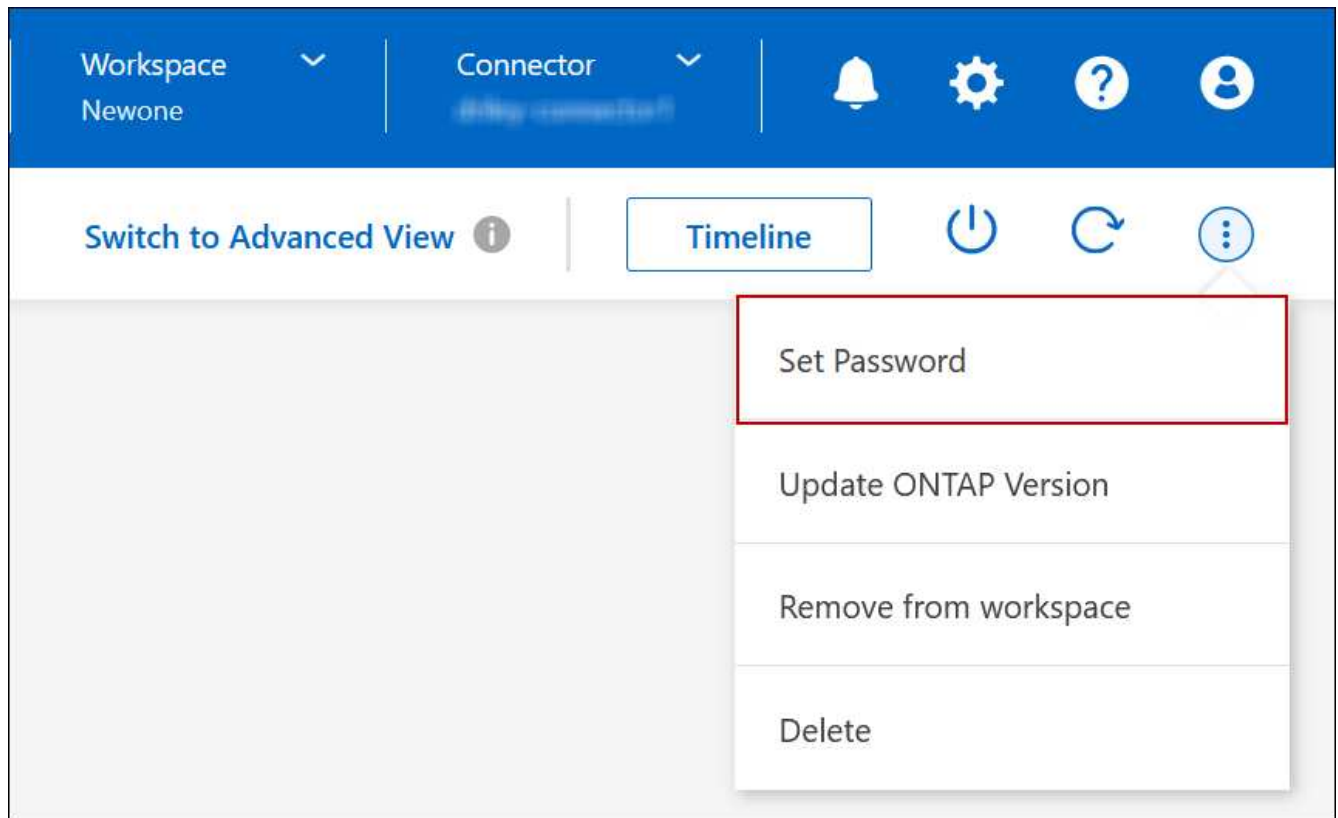 Workspace
Connector
Newone
Switch to Advanced View
Timeline
Set Password
Update ONTAP Version
Remove from workspace
Delete